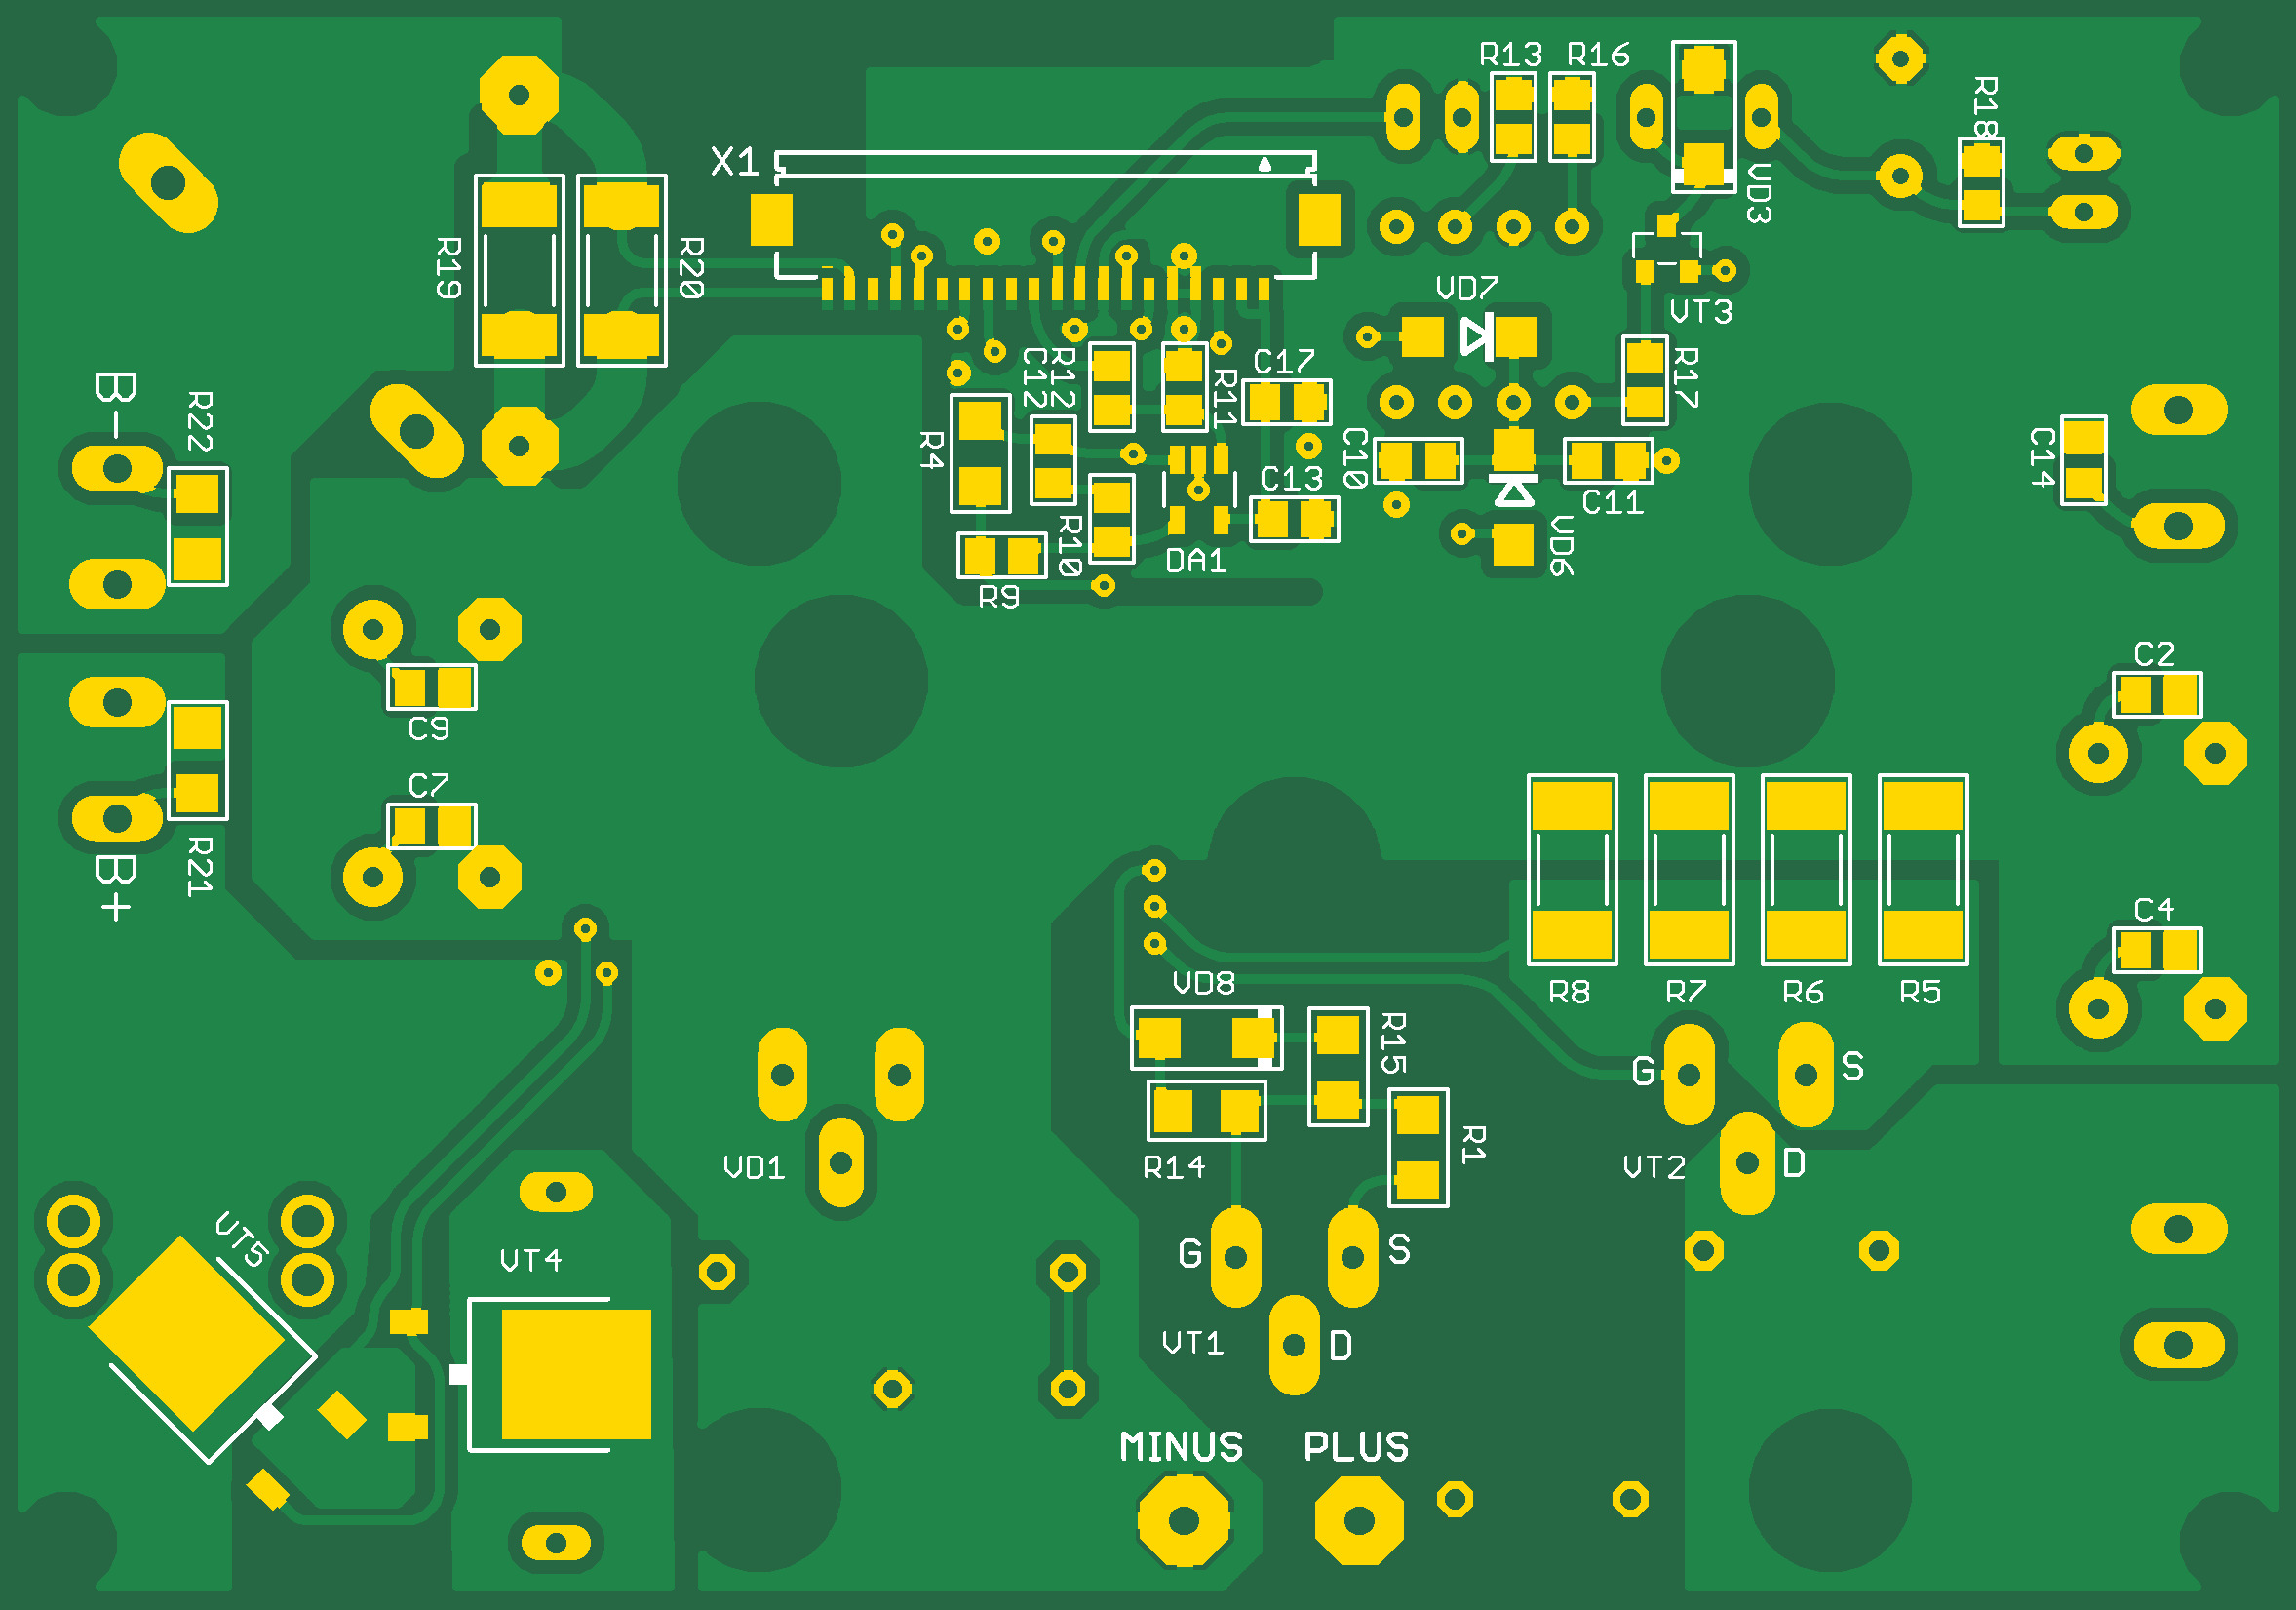 R13
R16
R18
X1
VD3
R19
R20
VD7
VT3
B-
R22
C12
R12
R11
C17
R17
R4
C10
C13
C11
C14
R10
DA1
VD6
R9
C2
C9
C7
R21
B+
C4
VD8
R8
R7
R6
R5
R15
G
S
R1
VD1
R14
VT2
D
VT5
VT4
G
S
VT1
D
MINUS
PLUS